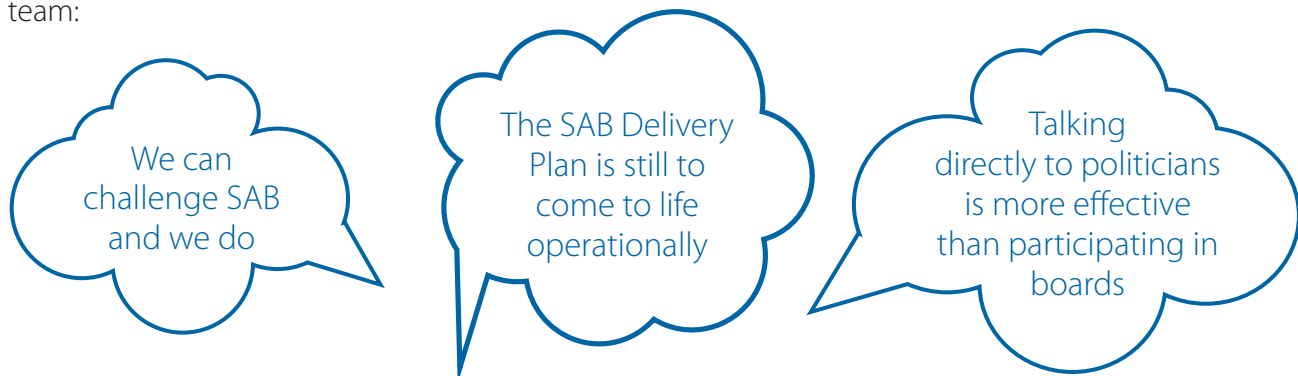 team:
We can
challenge SAB
and we do
The SAB Delivery
Plan is still to
come to life
operationally
Talking
directly to politicians
is more effective
than participating in
boards